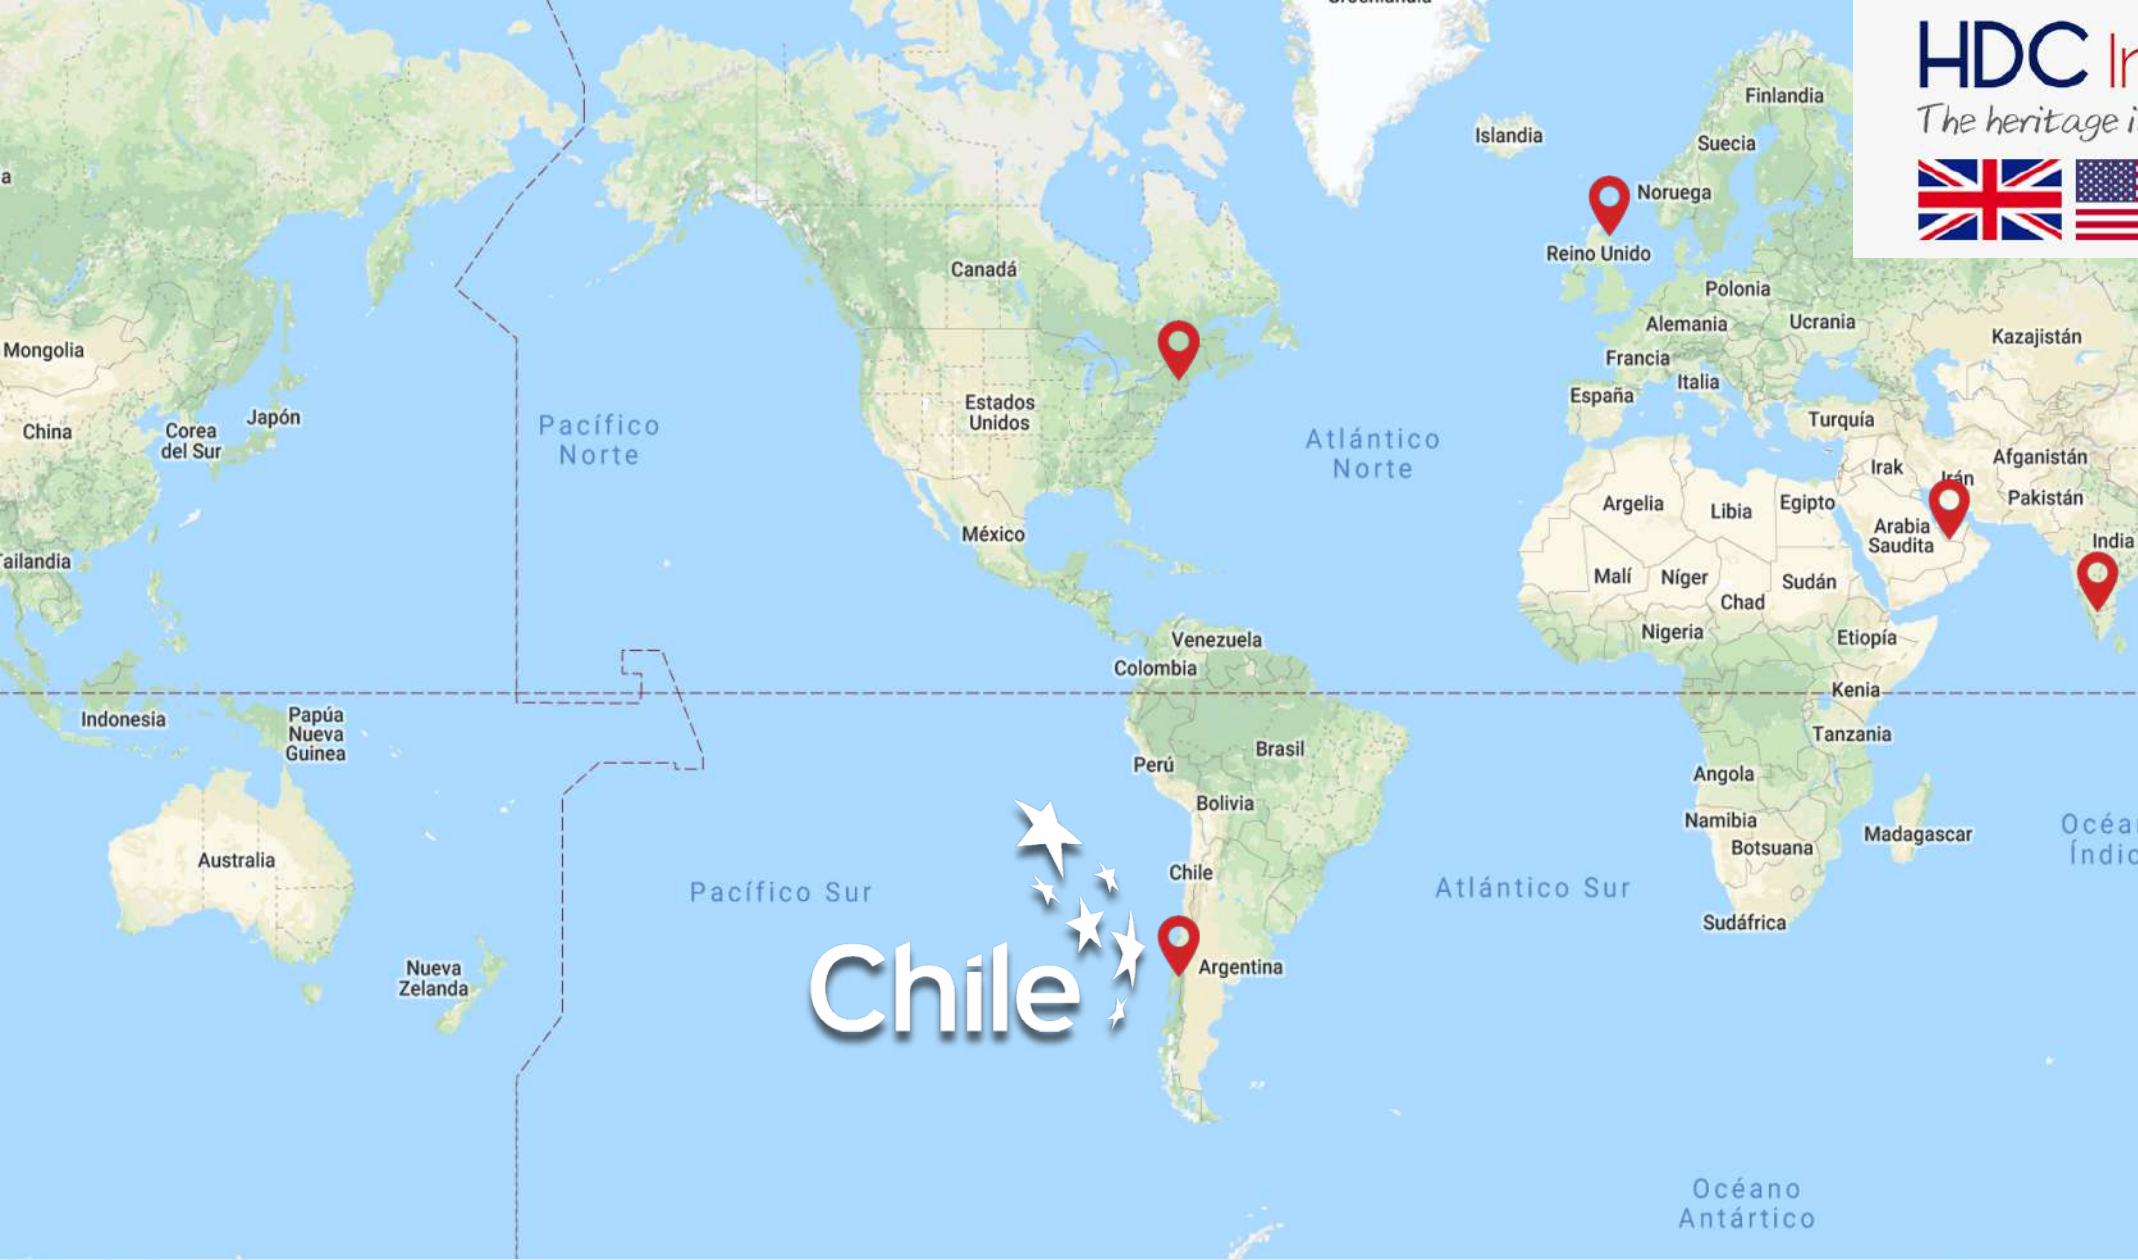 HDC
The heritage
Finlandia
Islandia
Suecia
Noruega
Reino Unido
Canadá
Polonia
Alemania
Ucrania
Kazajistán
Mongolia
Francia
Italia
España
Estados
Unidos
Turquía
Japón
China
Corea
del Sur
Pacífico
Norte
Atlántico
Norte
Irak
Irán
Afganistán
Pakistán
Argelia
Libia
Egipto
Arabia
Saudita
México
India
ailandia
Malí
Níger
Chad
Sudán
Nigeria
Etiopía
Venezuela
Colombia
Kenia
Indonesia
Papúa
Nueva
Guinea
Brasil
Tanzania
Perú
Angola
Bolivia
Namibia
Botsuana
Madagascar
Océa
Índic
Australia
Chile
Pacífico Sur
Atlántico Sur
Sudáfrica
Nueva
Zelanda
Argentina
Chile
Océano
Antártico